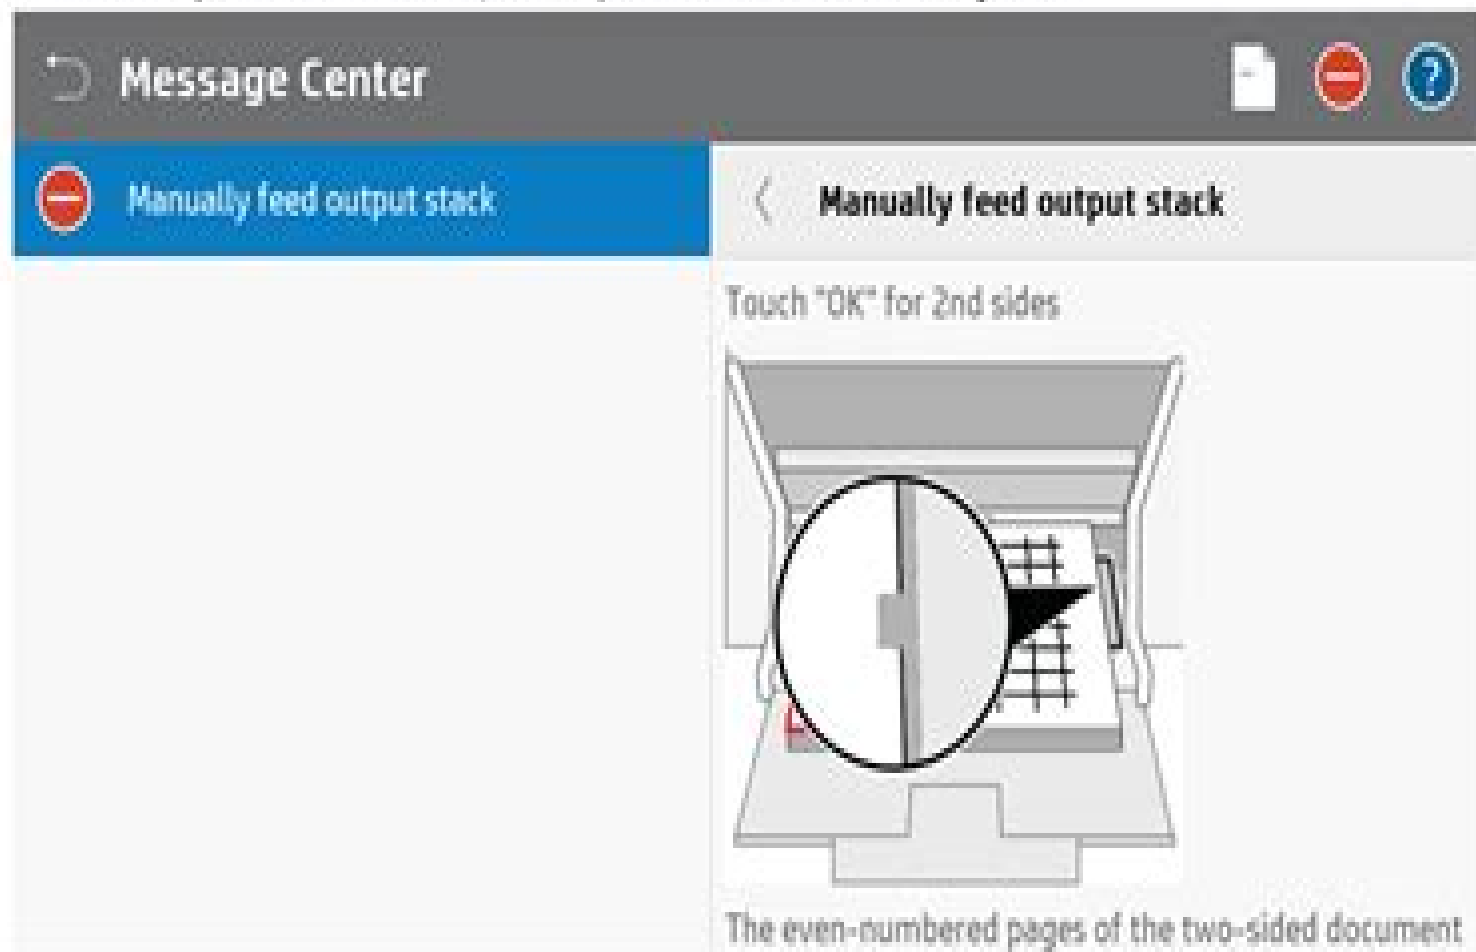 Message Center
?
Manually feed output stack
Manually feed output stack
Touch "OK" for 2nd sides
The even-numbered pages of the two-sided document